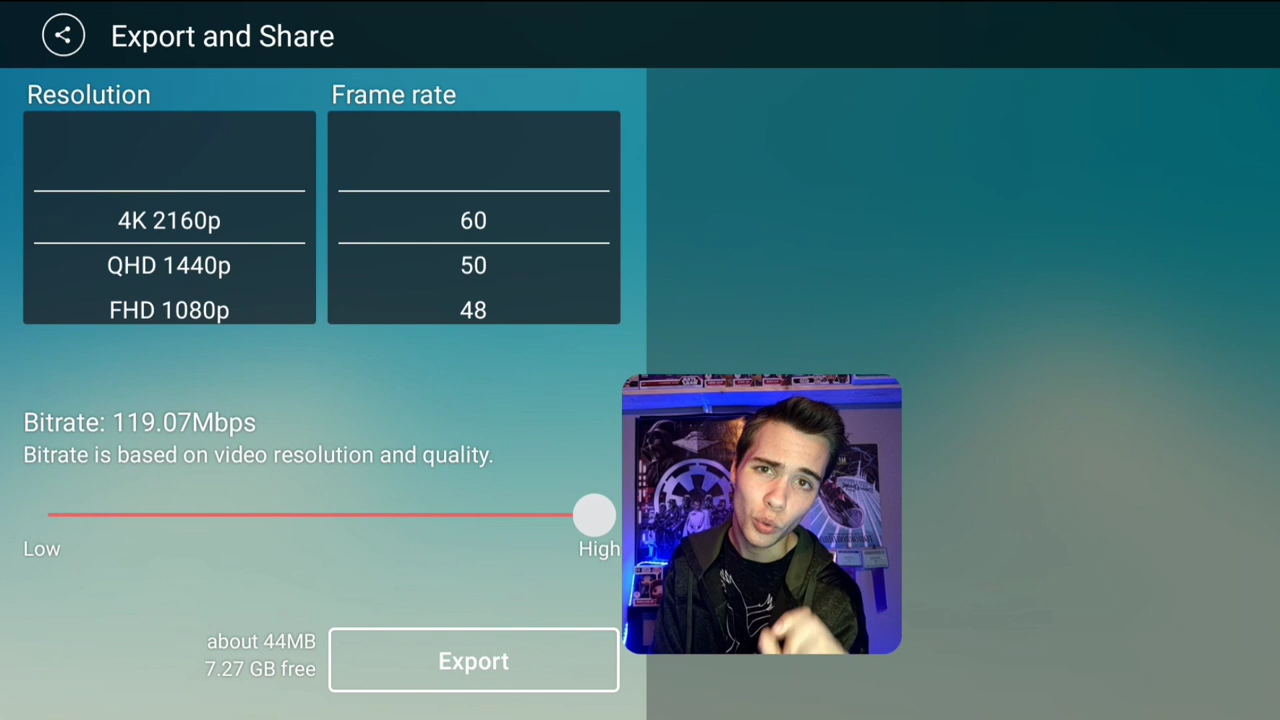 Export and Share
Resolution
Frame rate
4K 2160p
60
QHD 1440p
50
FHD 1080p
48
Bitrate: 119.07Mbps
Bitrate is based on video resolution and quality.
Low
High
about 44MB
7.27 GB free
Export